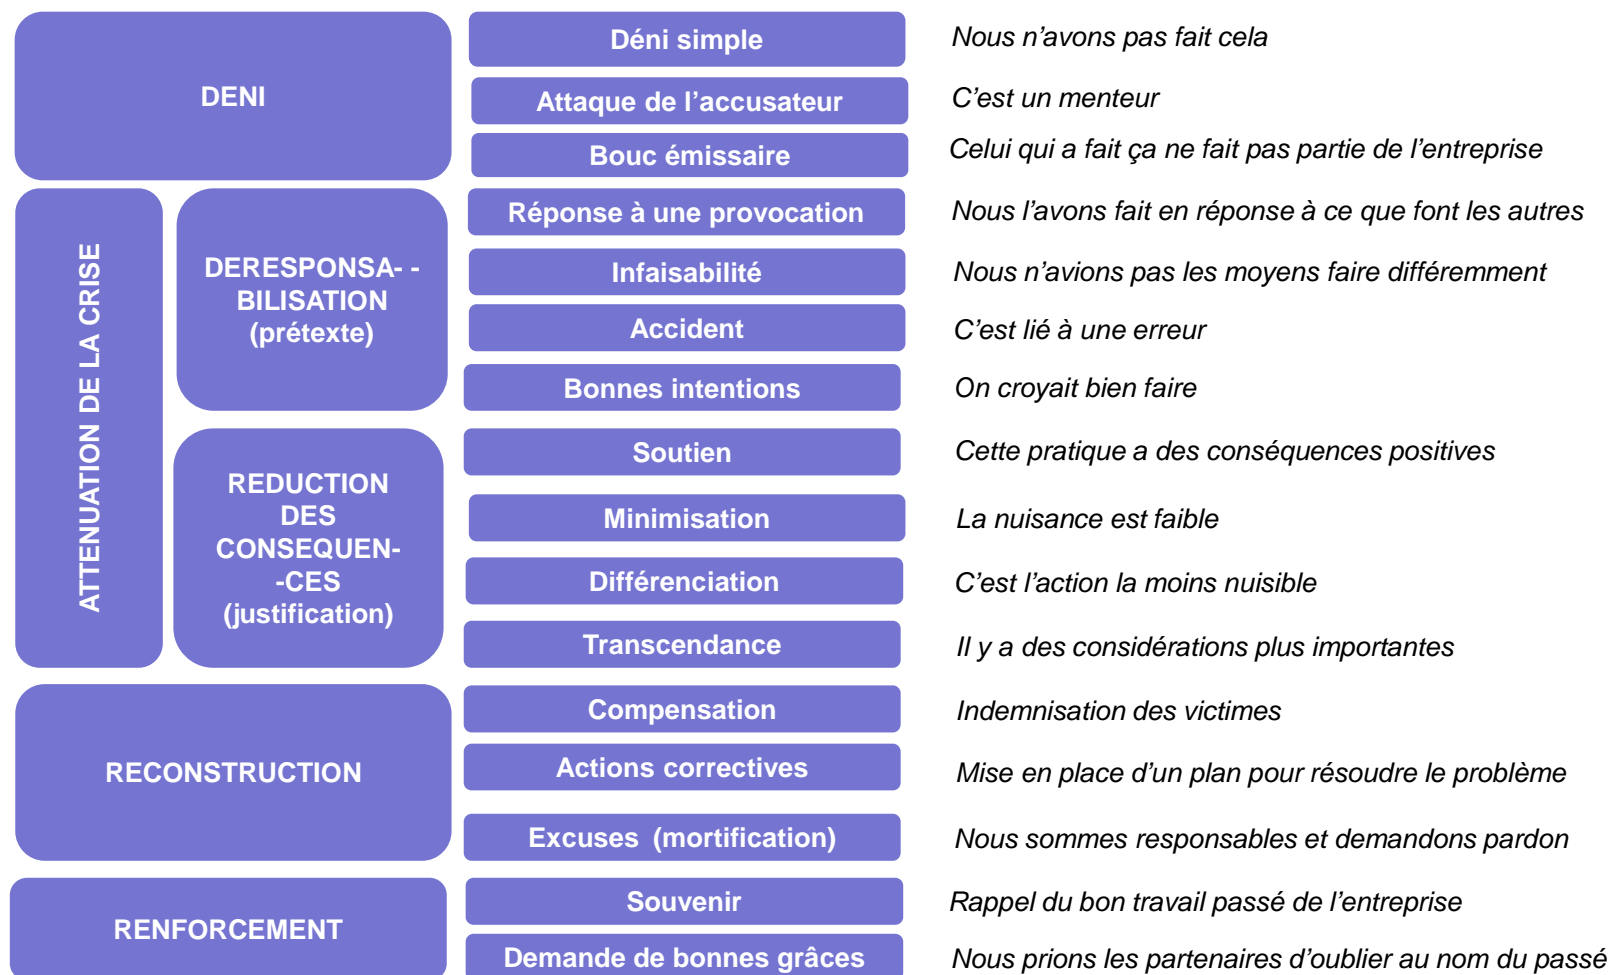 DENI
Déni simple
Nous n’avons pas fait cela
Attaque de l’accusateur
C’est un menteur
Bouc émissaire
Celui qui a fait ça ne fait pas partie de l’entreprise
ATTENUATION DE LA CRISE
DERESPONSA- -
BILISATION
(prétexte)
Réponse à une provocation
Nous l’avons fait en réponse à ce que font les autres
Infaisabilité
Nous n’avions pas les moyens faire différemment
Accident
C’est lié à une erreur
Bonnes intentions
On croyait bien faire
REDUCTION
DES
CONSEQUEN-
-CES
(justification)
Soutien
Cette pratique a des conséquences positives
Minimisation
La nuisance est faible
Différenciation
C’est l’action la moins nuisible
Transcendance
Il y a des considérations plus importantes
RECONSTRUCTION
Compensation
Indemnisation des victimes
Actions correctives
Mise en place d’un plan pour résoudre le problème
Excuses (mortification)
Nous sommes responsables et demandons pardon
RENFORCEMENT
Souvenir
Rappel du bon travail passé de l’entreprise
Demande de bonnes grâces
Nous prions les partenaires d’oublier au nom du passé